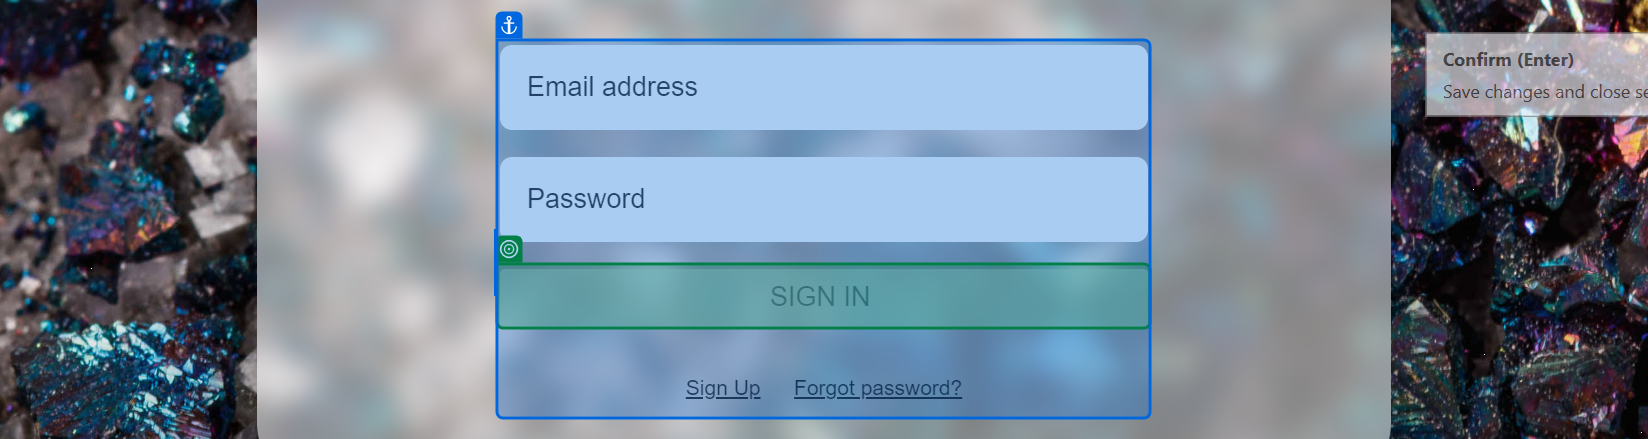 Email address
Confirm (Enter)
Save changes and close se
Password
SIGN IN
Sign Up Forgot password?